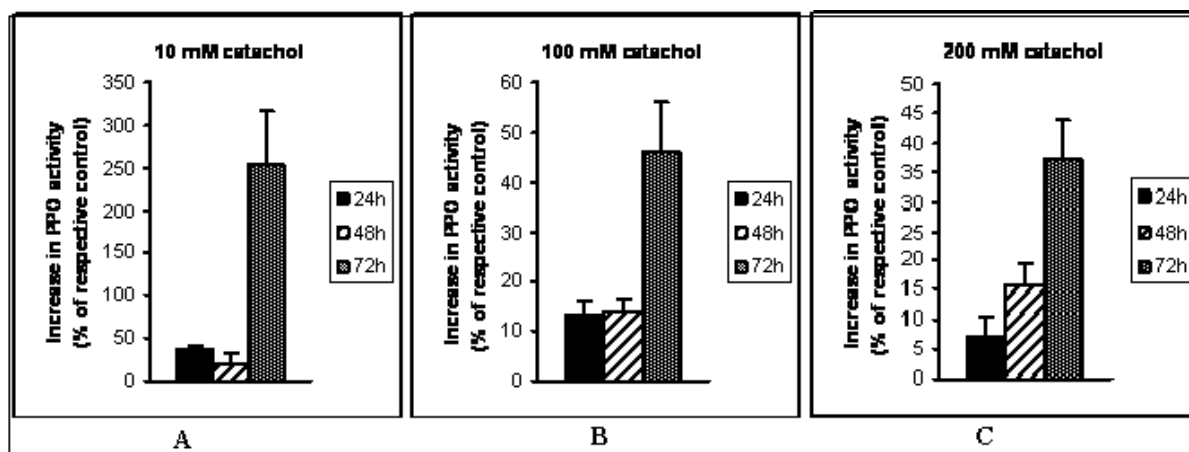 10 mM catachol
350
300
250
200
150
100
50
0
Increase in PPO activity
(% of respective control)
24h
48h
72h
A
100 mM catachol
60
50
40
30
20
10
0
Increase in PPO activity
(% of respective control)
24h
48h
72h
B
200 mM catachol
50
45
40
35
30
25
20
15
10
5
0
Increase in PPO activity
(% of respective control)
24h
48h
72h
C